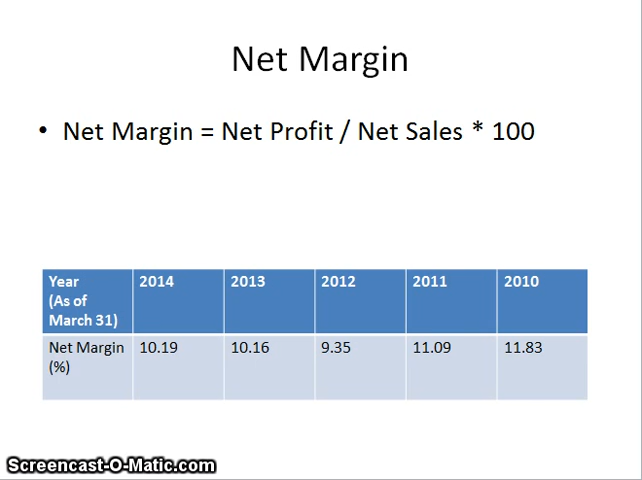 Net Margin
• Net Margin = Net Profit / Net Sales * 100
Year (As of March 31) 2014 2013 2012 2011 2010
Net Margin (%) 10.19 10.16 9.35 11.09 11.83
Screencast-O-Matic.com